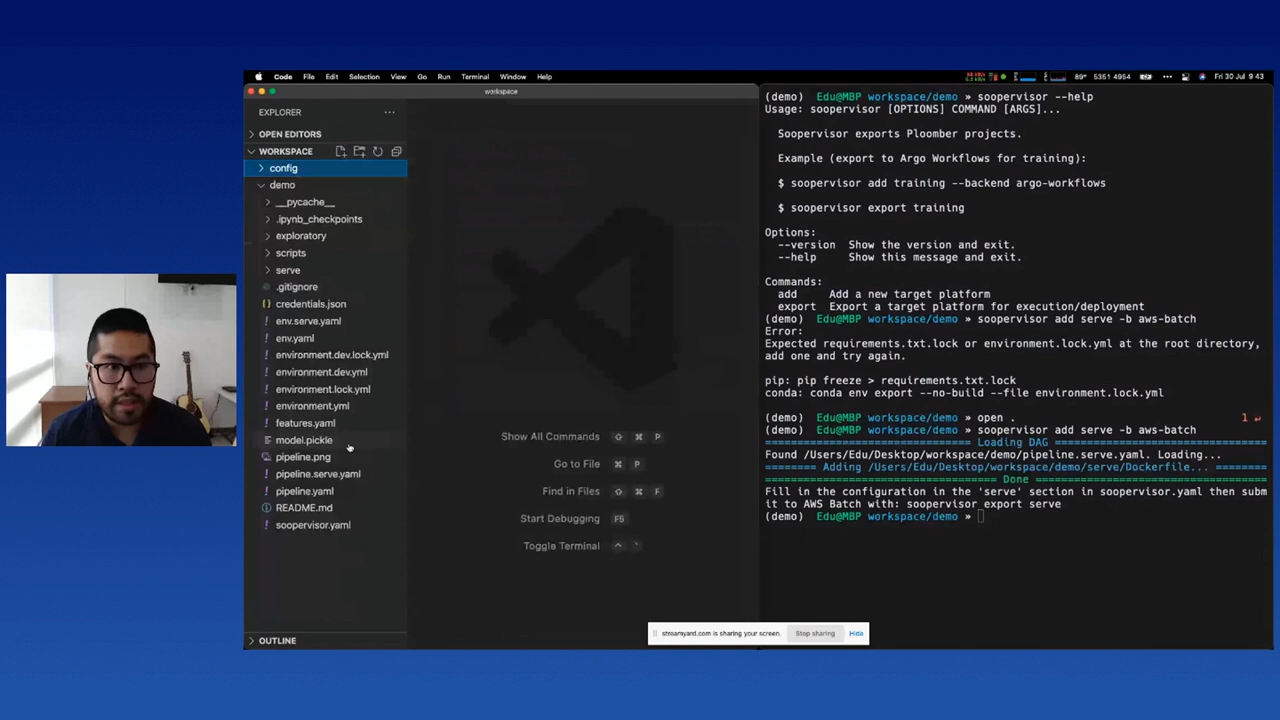 Code File Edit Selection View Go Run Terminal Window Help
89° 5351 4954 Fri 30 Jul 9:43
workspace
EXPLORER
OPEN EDITORS
WORKSPACE
config
demo
__pycache__
.ipynb_checkpoints
exploratory
scripts
serve
.gitignore
credentials.json
env.serve.yaml
env.yaml
environment.dev.lock.yml
environment.dev.yml
environment.lock.yml
environment.yml
features.yaml
model.pickle
pipeline.png
pipeline.serve.yaml
pipeline.yaml
README.md
soopervisor.yaml
OUTLINE
Show All Commands ⇧ ⌘ P
Go to File ⌘ P
Find in Files ⇧ ⌘ F
Start Debugging F5
Toggle Terminal ^ `
(demo) Edu@MBP workspace/demo » soopervisor --help
Usage: soopervisor [OPTIONS] COMMAND [ARGS]...
Soopervisor exports Ploomber projects.
Example (export to Argo Workflows for training):
$ soopervisor add training --backend argo-workflows
$ soopervisor export training
Options:
--version Show the version and exit.
--help Show this message and exit.
Commands:
add Add a new target platform
export Export a target platform for execution/deployment
(demo) Edu@MBP workspace/demo » soopervisor add serve -b aws-batch
Error:
Expected requirements.txt.lock or environment.lock.yml at the root directory,
add one and try again.
pip: pip freeze > requirements.txt.lock
conda: conda env export --no-build --file environment.lock.yml
(demo) Edu@MBP workspace/demo » open . 1 ↵
(demo) Edu@MBP workspace/demo » soopervisor add serve -b aws-batch
==================================== Loading DAG ====================================
Found /Users/Edu/Desktop/workspace/demo/pipeline.serve.yaml. Loading...
======== Adding /Users/Edu/Desktop/workspace/demo/serve/Dockerfile... ========
==================================== Done ====================================
Fill in the configuration in the 'serve' section in soopervisor.yaml then subm
it to AWS Batch with: soopervisor export serve
(demo) Edu@MBP workspace/demo »
streamyard.com is sharing your screen. Stop sharing Hide